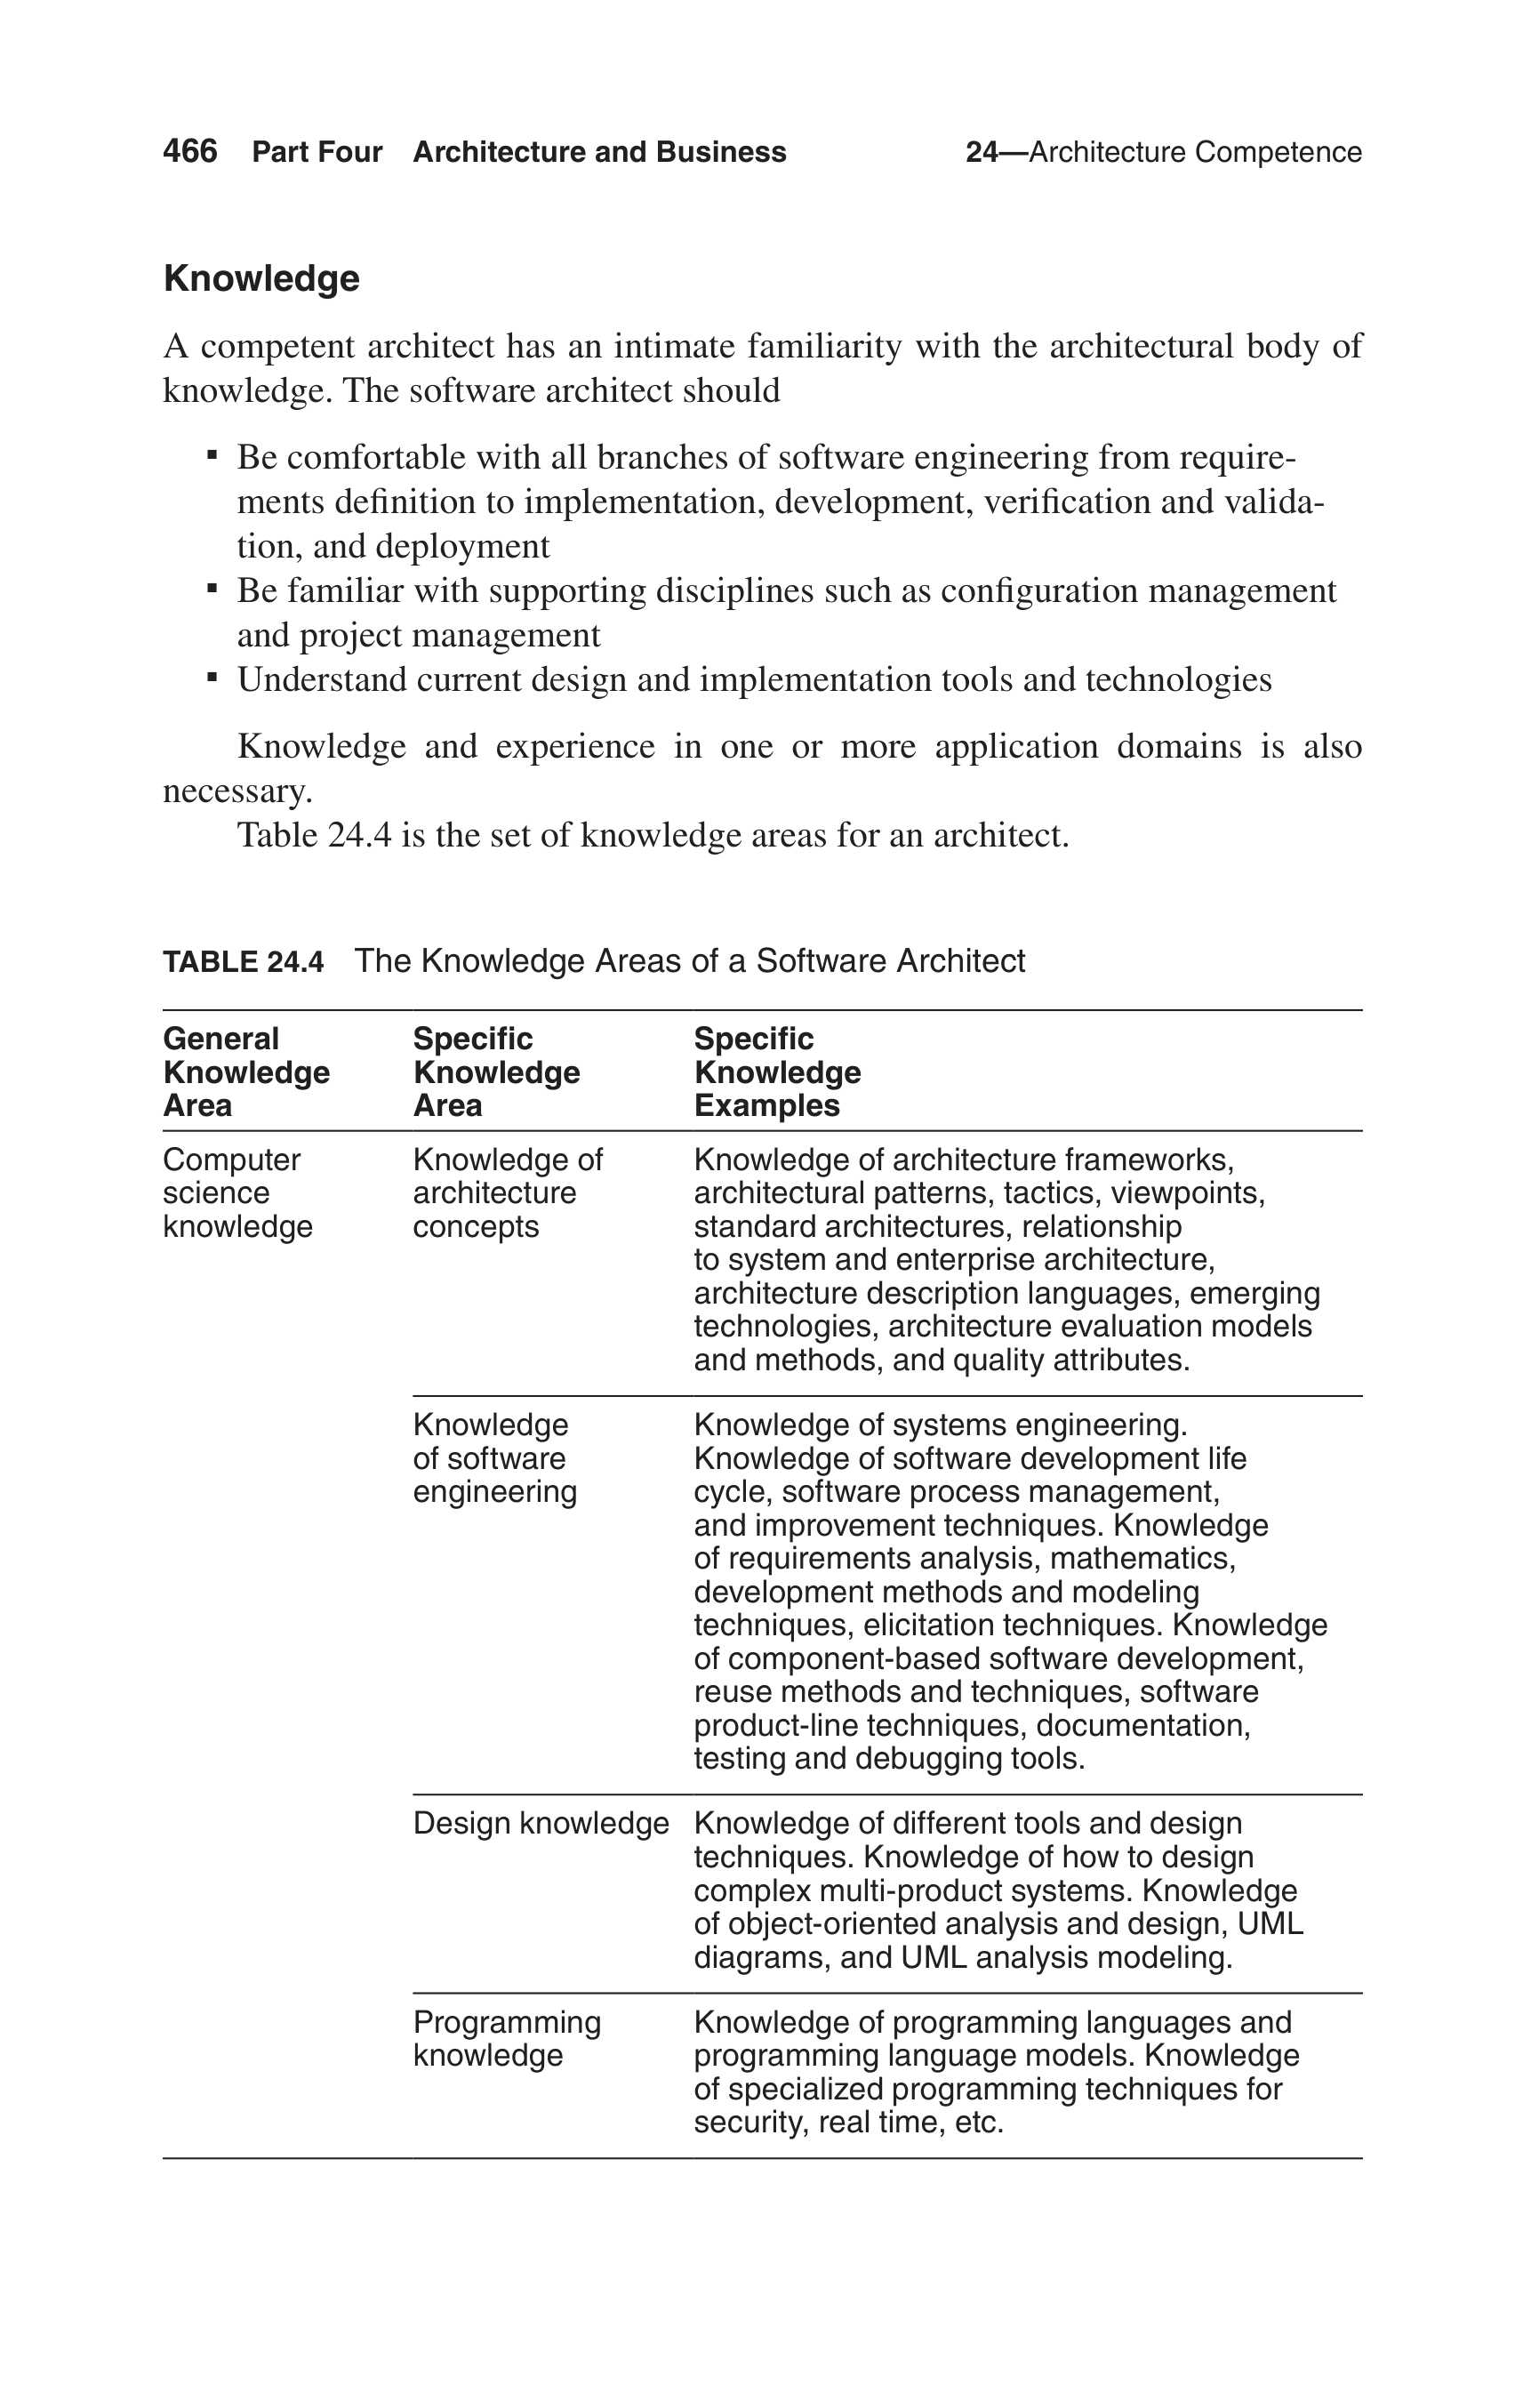 466 Part Four Architecture and Business 24—Architecture Competence
Knowledge
A competent architect has an intimate familiarity with the architectural body of
knowledge. The software architect should
▪ Be comfortable with all branches of software engineering from require-
ments definition to implementation, development, verification and valida-
tion, and deployment
▪ Be familiar with supporting disciplines such as configuration management
and project management
▪ Understand current design and implementation tools and technologies
Knowledge and experience in one or more application domains is also
necessary.
Table 24.4 is the set of knowledge areas for an architect.
TABLE 24.4 The Knowledge Areas of a Software Architect
General
Knowledge
Area
Specific
Knowledge
Area
Specific
Knowledge
Examples
Computer
science
knowledge
Knowledge of
architecture
concepts
Knowledge of architecture frameworks,
architectural patterns, tactics, viewpoints,
standard architectures, relationship
to system and enterprise architecture,
architecture description languages, emerging
technologies, architecture evaluation models
and methods, and quality attributes.
Knowledge
of software
engineering
Knowledge of systems engineering.
Knowledge of software development life
cycle, software process management,
and improvement techniques. Knowledge
of requirements analysis, mathematics,
development methods and modeling
techniques, elicitation techniques. Knowledge
of component-based software development,
reuse methods and techniques, software
product-line techniques, documentation,
testing and debugging tools.
Design knowledge
Knowledge of different tools and design
techniques. Knowledge of how to design
complex multi-product systems. Knowledge
of object-oriented analysis and design, UML
diagrams, and UML analysis modeling.
Programming
knowledge
Knowledge of programming languages and
programming language models. Knowledge
of specialized programming techniques for
security, real time, etc.